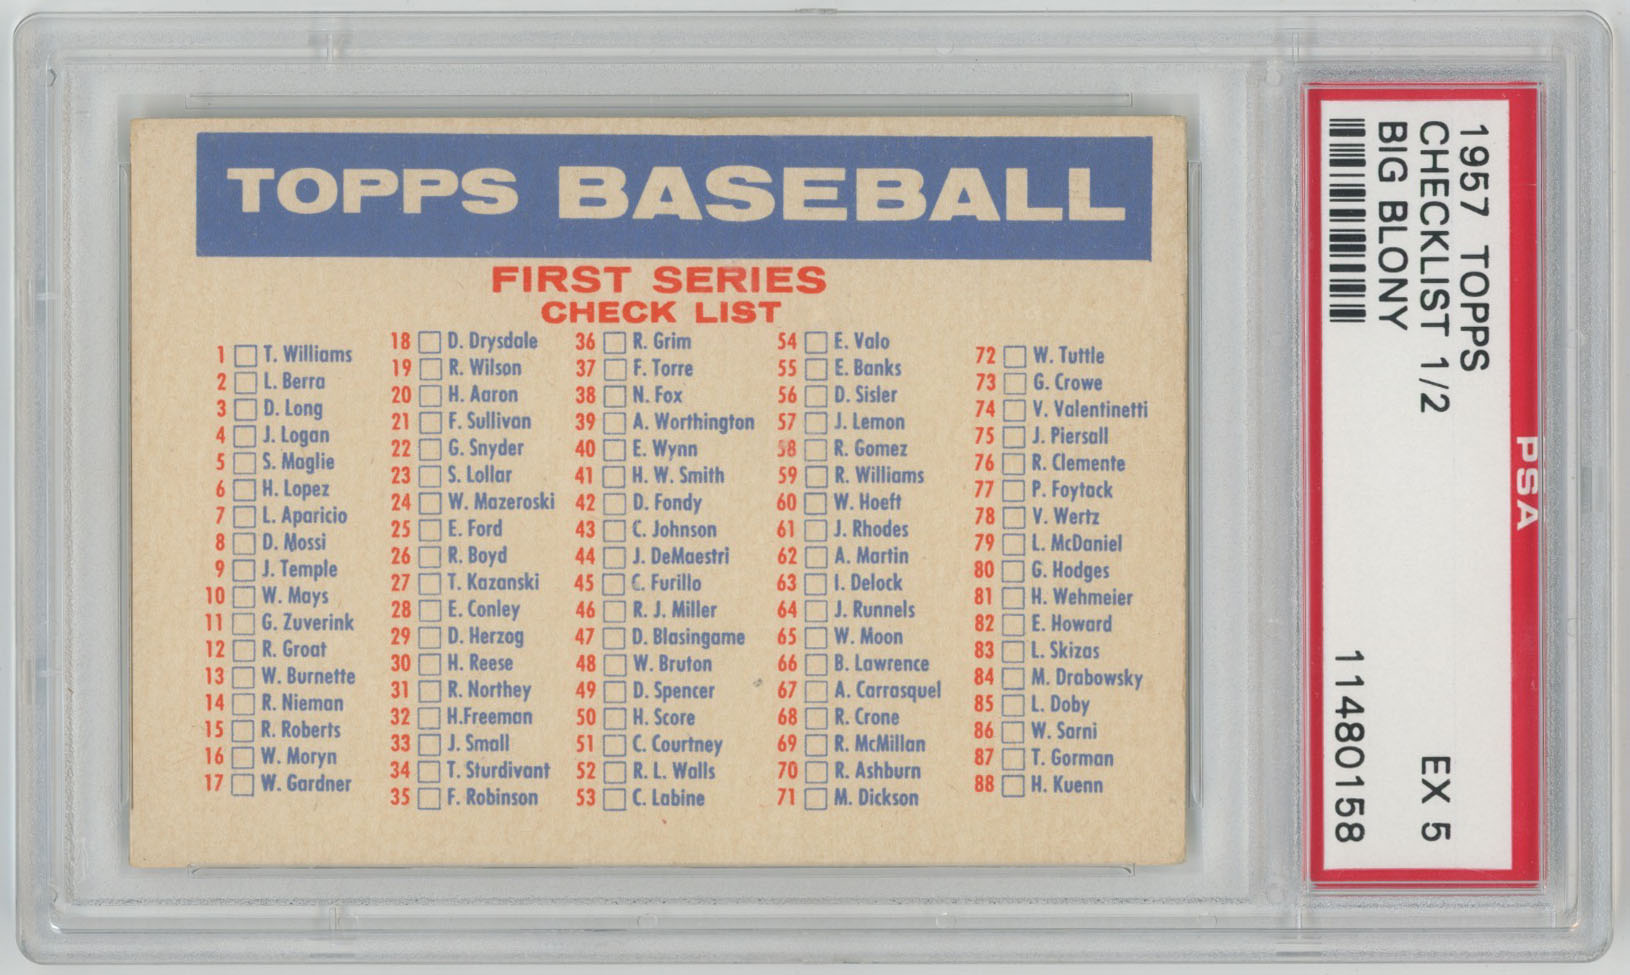 TOPPS BASEBALL
FIRST SERIES
CHECK LIST
1 T. Williams
2 L. Berra
3 D. Long
4 J. Logan
5 S. Maglie
6 H. Lopez
7 L. Aparicio
8 D. Mossi
9 J. Temple
10 W. Mays
11 G. Zuverink
12 R. Groat
13 W. Burnette
14 R. Nieman
15 R. Roberts
16 W. Moryn
17 W. Gardner
18 D. Drysdale
19 R. Wilson
20 H. Aaron
21 F. Sullivan
22 G. Snyder
23 S. Lollar
24 W. Mazeroski
25 E. Ford
26 R. Boyd
27 T. Kazanski
28 E. Conley
29 D. Herzog
30 H. Reese
31 R. Northey
32 H.Freeman
33 J. Small
34 T. Sturdivant
35 F. Robinson
36 R. Grim
37 F. Torre
38 N. Fox
39 A. Worthington
40 E. Wynn
41 H. W. Smith
42 D. Fondy
43 C. Johnson
44 J. DeMaestri
45 C. Furillo
46 R. J. Miller
47 D. Blasingame
48 W. Bruton
49 D. Spencer
50 H. Score
51 C. Courtney
52 R. L. Walls
53 C. Labine
54 E. Valo
55 E. Banks
56 D. Sisler
57 J. Lemon
58 R. Gomez
59 R. Williams
60 W. Hoeft
61 J. Rhodes
62 A. Martin
63 I. Delock
64 J. Runnels
65 W. Moon
66 B. Lawrence
67 A. Carrasquel
68 R. Crone
69 R. McMillan
70 R. Ashburn
71 M. Dickson
72 W. Tuttle
73 G. Crowe
74 V. Valentinetti
75 J. Piersall
76 R. Clemente
77 P. Foytack
78 V. Wertz
79 L. McDaniel
80 G. Hodges
81 H. Wehmeier
82 E. Howard
83 L. Skizas
84 M. Drabowsky
85 L. Doby
86 W. Sarni
87 T. Gorman
88 H. Kuenn
PSA
1957 TOPPS
CHECKLIST 1/2 EX 5
BIG BLONY
11480158